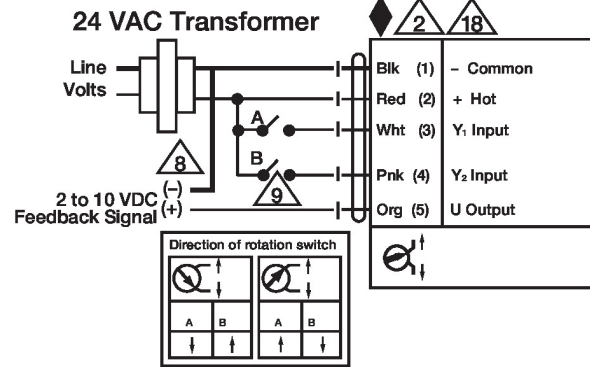 24 VAC Transformer
2 18
Line
Volts
Blk (1) − Common
Red (2) + Hot
A
Wht (3) Y₁ Input
8
B
Pnk (4) Y₂ Input
9
2 to 10 VDC (−)
Feedback Signal (+)
Org (5) U Output
Direction of rotation switch
A B A B